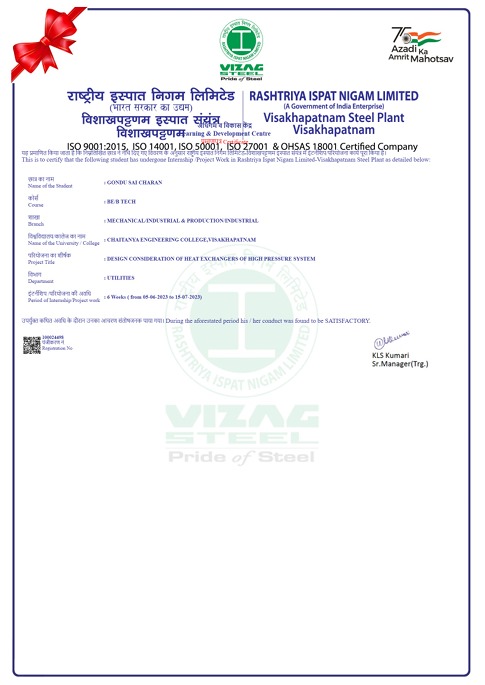 VIZAG
STEEL
Pride of Steel
75
Azadi Ka
Amrit Mahotsav
राष्ट्रीय इस्पात निगम लिमिटेड
(भारत सरकार का उद्यम)
विशाखपट्टणम इस्पात संयंत्र
विशाखपट्टणम
RASHTRIYA ISPAT NIGAM LIMITED
(A Government of India Enterprise)
Visakhapatnam Steel Plant
Visakhapatnam
अधिगम व विकास केंद्र
Learning & Development Centre
ISO 9001:2015, ISO 14001, ISO 50001, ISO 27001 & OHSAS 18001 Certified Company
This is to certify that the following student has undergone Internship /Project Work in Rashtriya Ispat Nigam Limited-Visakhapatnam Steel Plant as detailed below:
छात्र का नाम
Name of the Student : GONDU SAI CHARAN
कोर्स
Course : BE/B TECH
शाखा
Branch : MECHANICAL/INDUSTRIAL & PRODUCTION/INDUSTRIAL
विश्वविद्यालय/कालेज का नाम
Name of the University / College : CHAITANYA ENGINEERING COLLEGE,VISAKHAPATNAM
परियोजना का शीर्षक
Project Title : DESIGN CONSIDERATION OF HEAT EXCHANGERS OF HIGH PRESSURE SYSTEM
विभाग
Department : UTILITIES
इंटर्नशिप /परियोजना की अवधि
Period of Internship/Project work : 6 Weeks ( from 05-06-2023 to 15-07-2023)
उपर्युक्त कथित अवधि के दौरान उनका आचरण संतोषजनक पाया गया। During the aforestated period his / her conduct was found to be SATISFACTORY.
100024498
पंजीकरण नं
Registration No
KLS Kumari
Sr.Manager(Trg.)
राष्ट्रीय इस्पात निगम लिमिटेड
RASHTRIYA ISPAT NIGAM LIMITED
VIZAG
STEEL
Pride of Steel